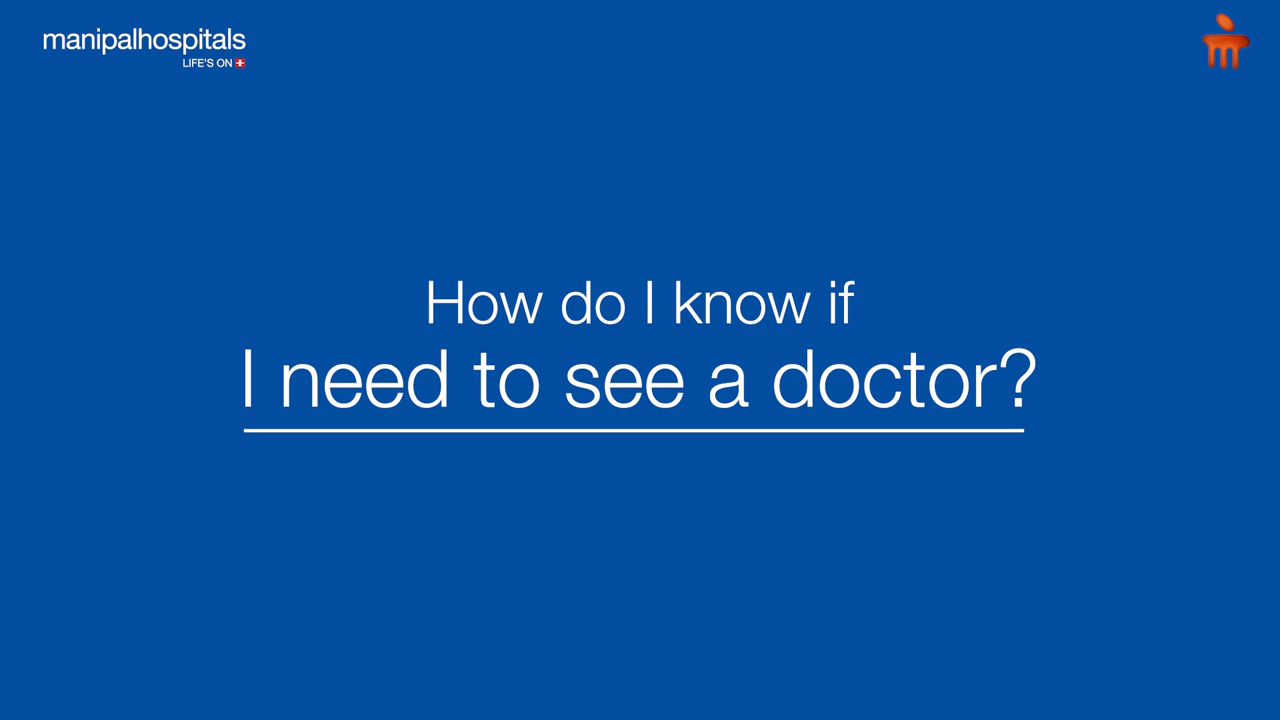 manipalhospitals
LIFE'S ON
How do I know if
I need to see a doctor?